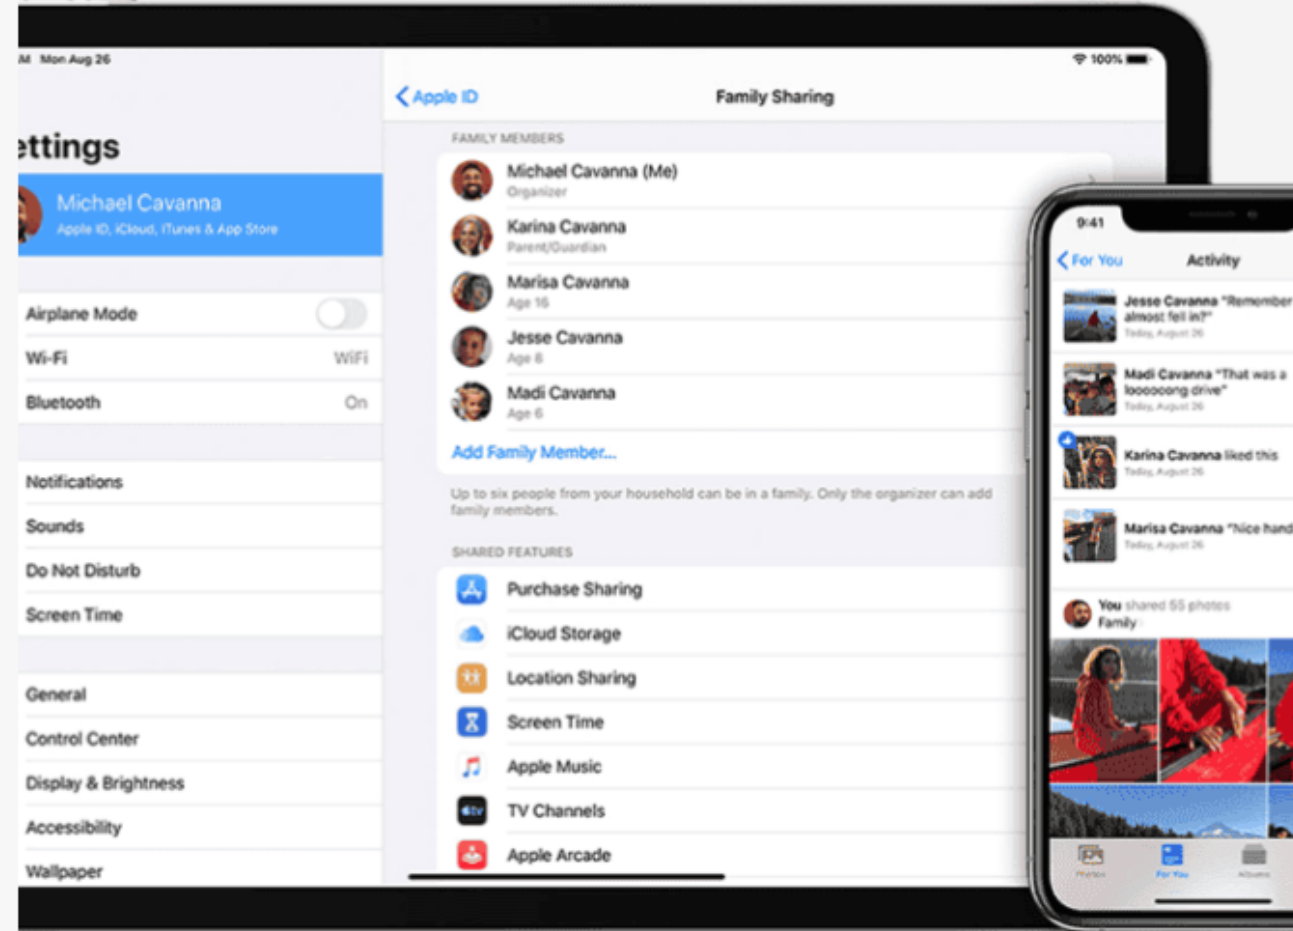 Mon Aug 26
100%
ettings
Michael Cavanna
Apple ID, iCloud, iTunes & App Store
Airplane Mode
Wi-Fi WiFi
Bluetooth On
Notifications
Sounds
Do Not Disturb
Screen Time
General
Control Center
Display & Brightness
Accessibility
Wallpaper
Apple ID Family Sharing
FAMILY MEMBERS
Michael Cavanna (Me)
Organizer
Karina Cavanna
Parent/Guardian
Marisa Cavanna
Age 16
Jesse Cavanna
Age 8
Madi Cavanna
Age 6
Add Family Member...
Up to six people from your household can be in a family. Only the organizer can add
family members.
SHARED FEATURES
Purchase Sharing
iCloud Storage
Location Sharing
Screen Time
Apple Music
tv TV Channels
Apple Arcade
9:41
For You Activity
Jesse Cavanna "Remember
almost fell in?"
Today, August 26
Madi Cavanna "That was a
loooooong drive"
Today, August 26
Karina Cavanna liked this
Today, August 26
Marisa Cavanna "Nice hand
Today, August 26
You shared 55 photos
Family
Photos For You Albums